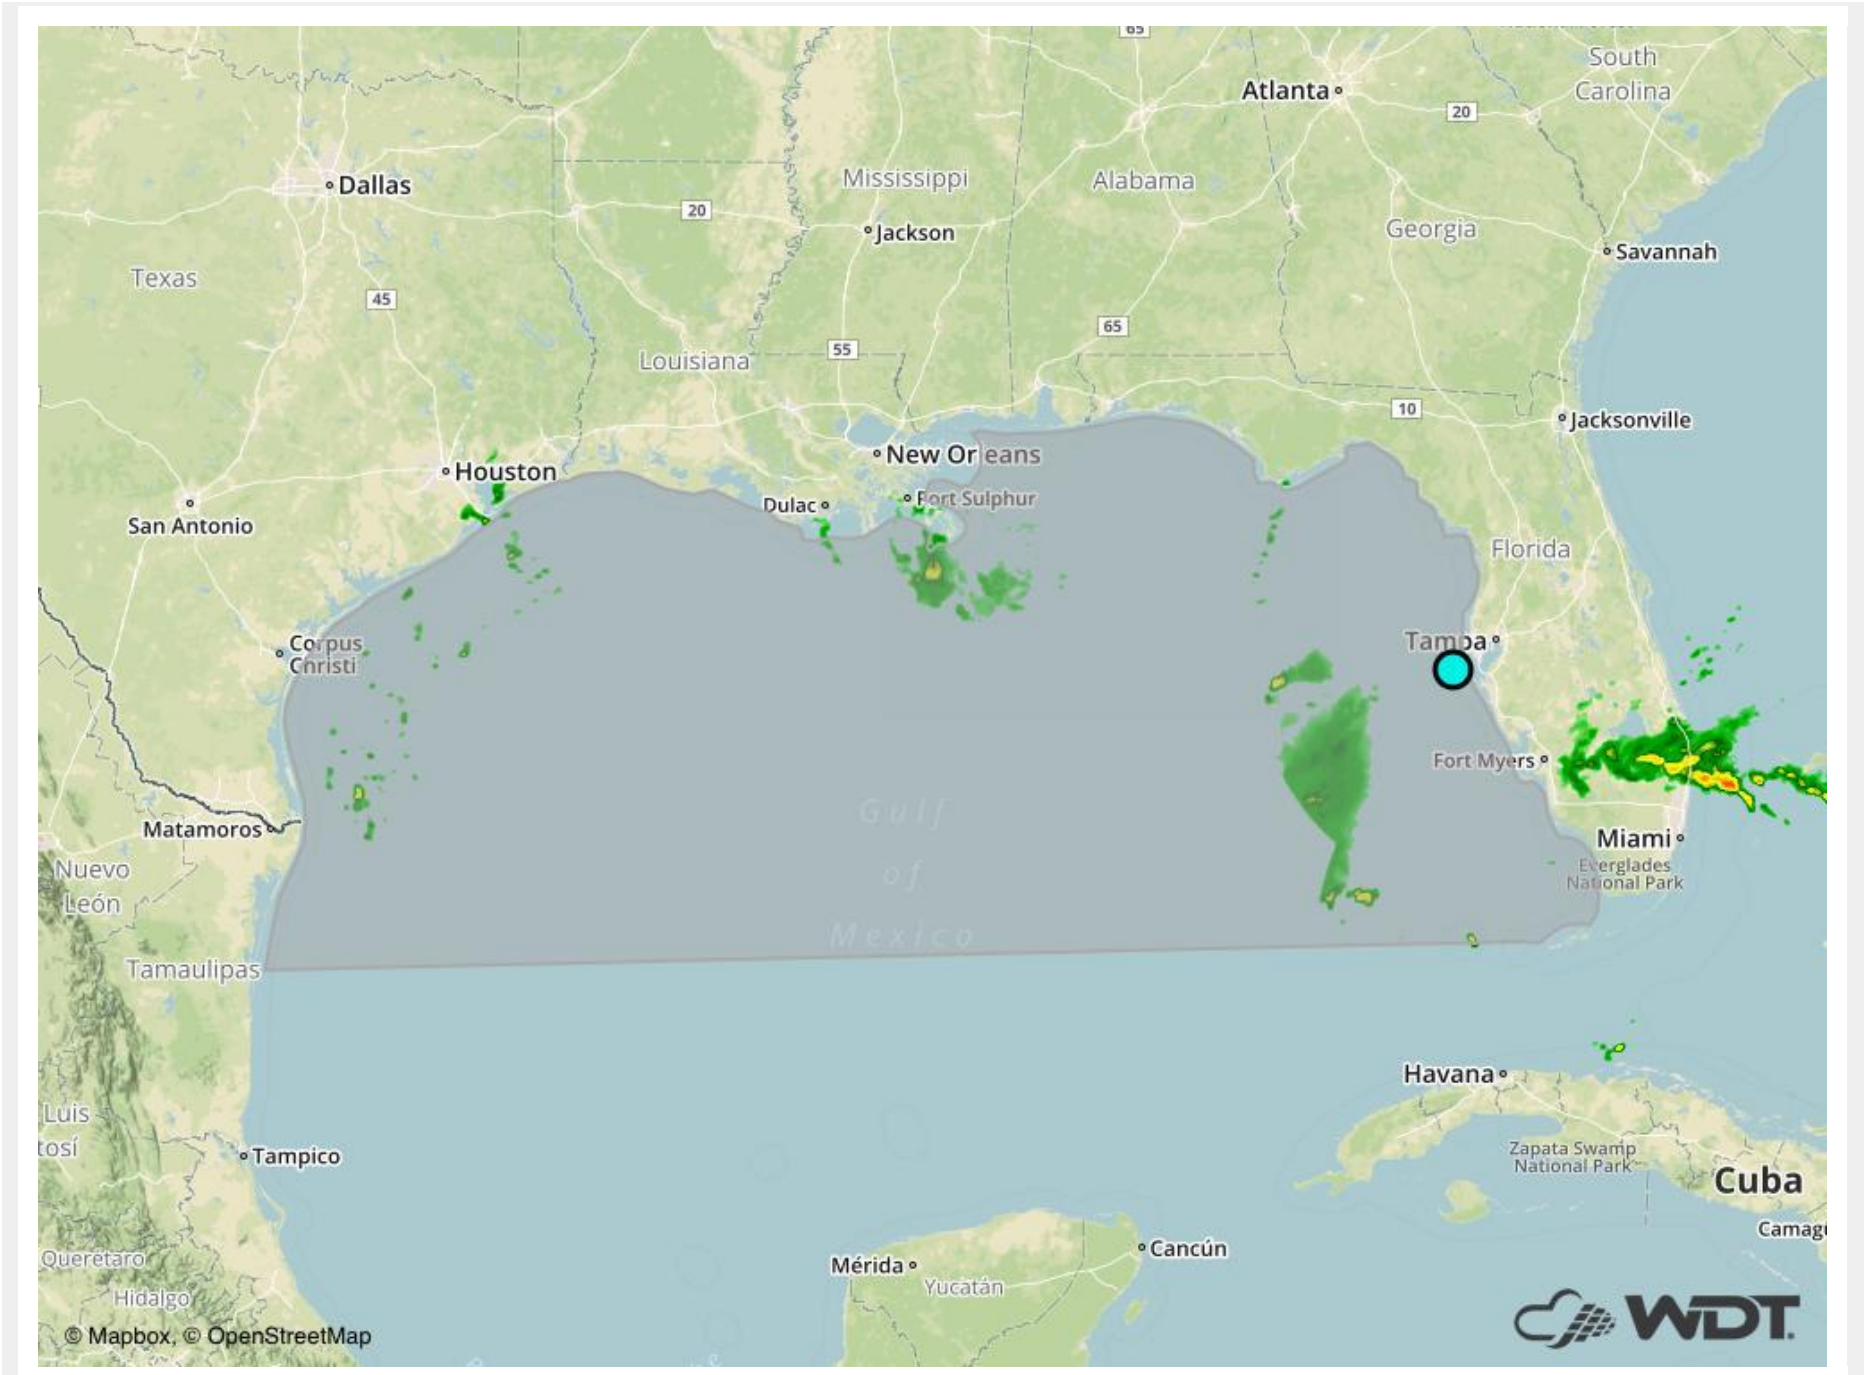 65
South
Carolina
Atlanta
20
Dallas
Mississippi
Alabama
20
Jackson
Georgia
Savannah
Texas
45
65
55
Louisiana
10
Jacksonville
New Orleans
Houston
Dulac
Port Sulphur
San Antonio
Florida
Corpus
Christi
Tampa
Fort Myers
Gulf
of
Mexico
Matamoros
Miami
Everglades
National Park
Nuevo
León
Tamaulipas
Havana
Luis
tosí
Tampico
Zapata Swamp
National Park
Cuba
Camagü
Cancún
Mérida
Yucatán
Querétaro
Hidalgo
© Mapbox, © OpenStreetMap
WDT